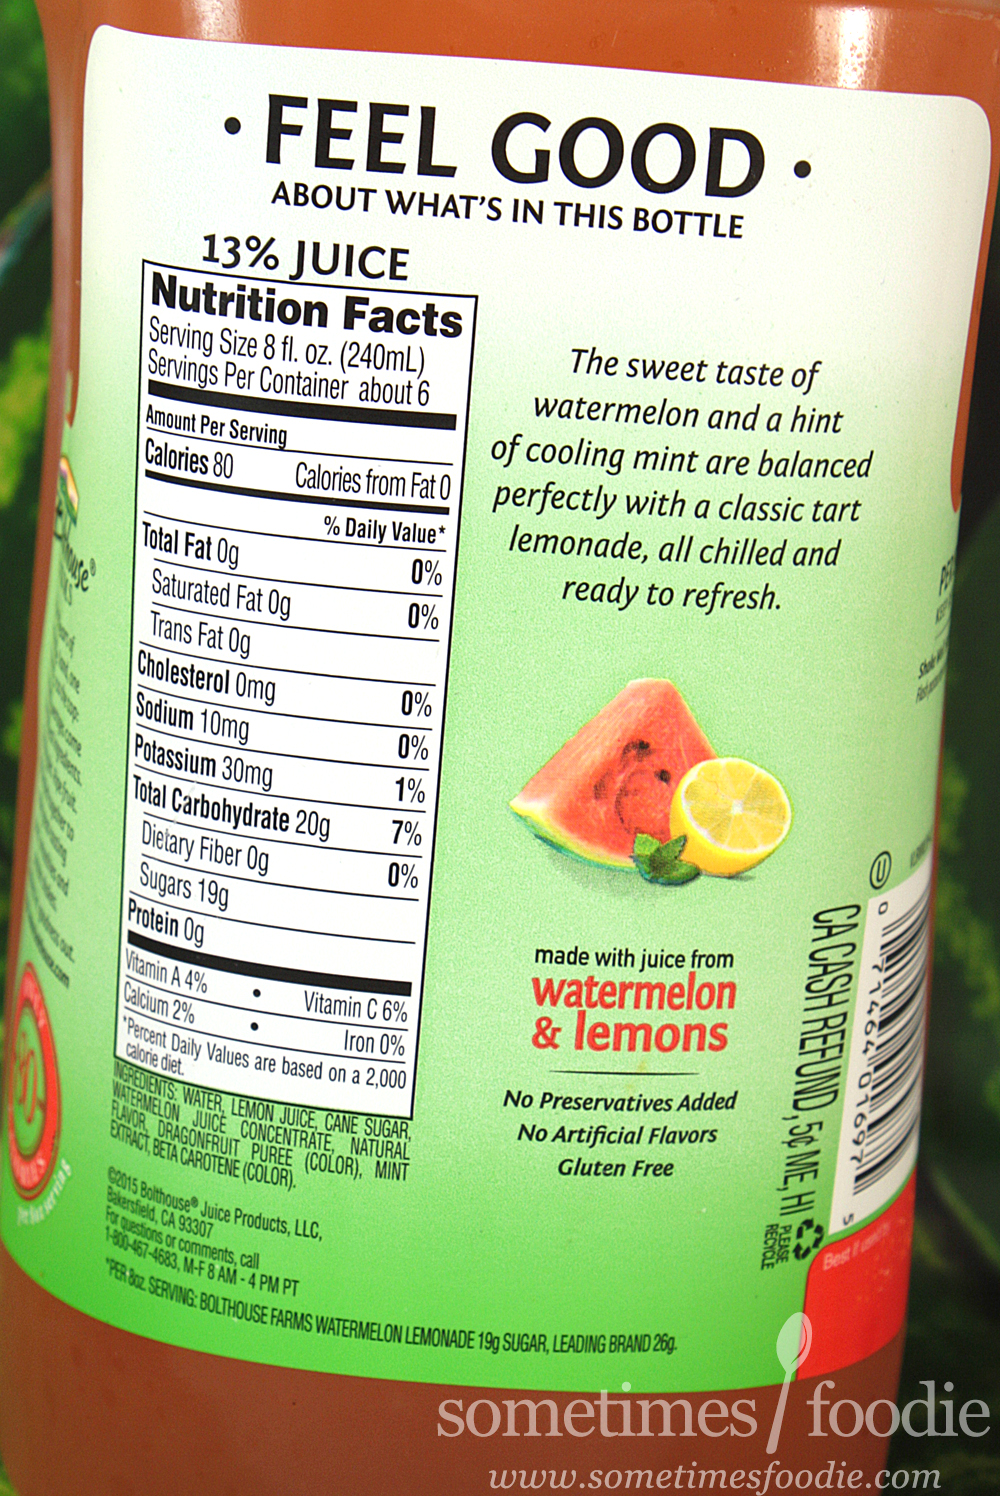 • FEEL GOOD •
ABOUT WHAT'S IN THIS BOTTLE
13% JUICE
Nutrition Facts
Serving Size 8 fl. oz. (240mL)
Servings Per Container about 6
Amount Per Serving
Calories 80 Calories from Fat 0
% Daily Value*
Total Fat 0g 0%
Saturated Fat 0g 0%
Trans Fat 0g
Cholesterol 0mg 0%
Sodium 10mg 0%
Potassium 30mg 1%
Total Carbohydrate 20g 7%
Dietary Fiber 0g 0%
Sugars 19g
Protein 0g
Vitamin A 4% • Vitamin C 6%
Calcium 2% • Iron 0%
*Percent Daily Values are based on a 2,000
calorie diet.
INGREDIENTS: WATER, LEMON JUICE, CANE SUGAR,
WATERMELON JUICE CONCENTRATE, NATURAL
FLAVOR, DRAGONFRUIT PUREE (COLOR), MINT
EXTRACT, BETA CAROTENE (COLOR).
©2015 Bolthouse® Juice Products, LLC,
Bakersfield, CA 93307
For questions or comments, call
1-800-467-4683, M-F 8 AM - 4 PM PT
*PER 8oz. SERVING: BOLTHOUSE FARMS WATERMELON LEMONADE 19g SUGAR, LEADING BRAND 26g.
The sweet taste of
watermelon and a hint
of cooling mint are balanced
perfectly with a classic tart
lemonade, all chilled and
ready to refresh.
made with juice from
watermelon
& lemons
No Preservatives Added
No Artificial Flavors
Gluten Free
U
CA CASH REFUND, 5¢ ME, HI
PLEASE
RECYCLE
0 71464 01697 5
Best if used by
sometimes foodie
www.sometimesfoodie.com